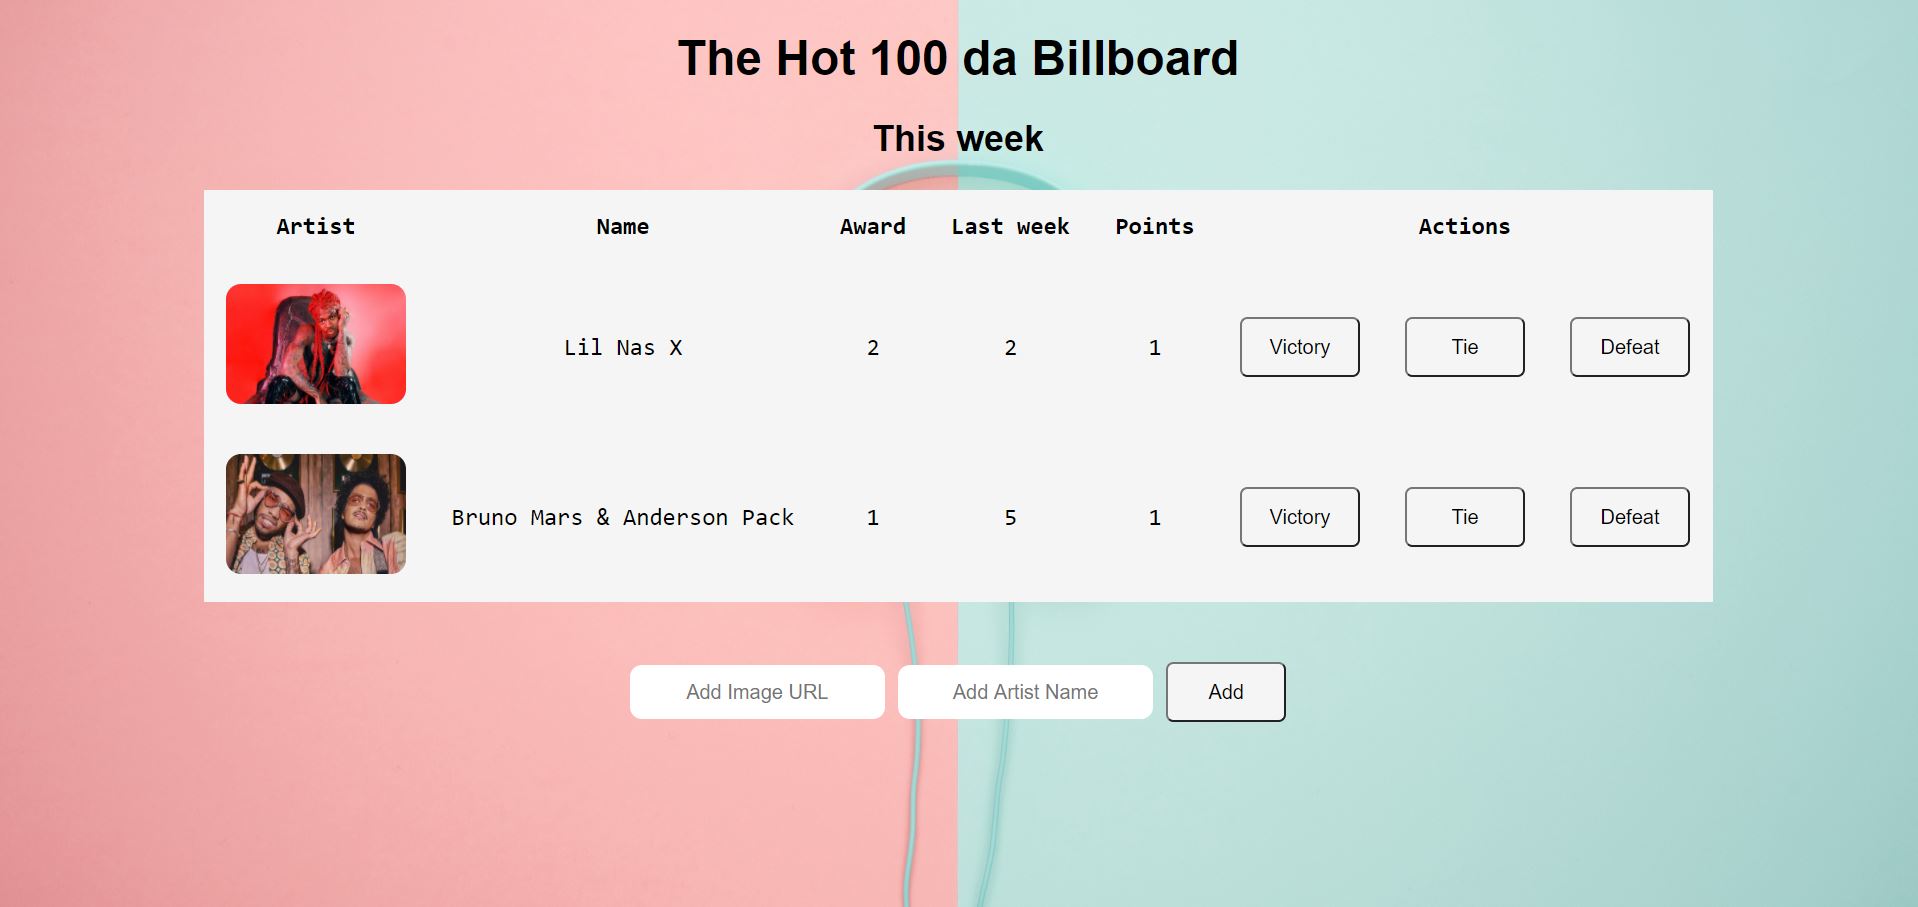 The Hot 100 da Billboard
This week
Artist Name Award Last week Points Actions
Lil Nas X 2 2 1 Victory Tie Defeat
Bruno Mars & Anderson Pack 1 5 1 Victory Tie Defeat
Add Image URL Add Artist Name Add